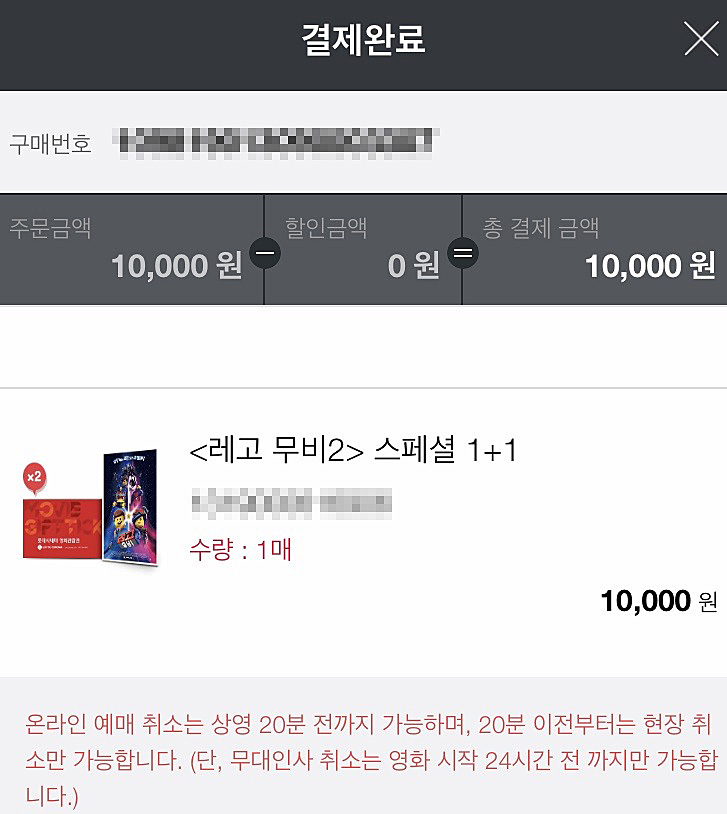 결제완료
구매번호
주문금액
10,000 원
할인금액
0 원
총 결제 금액
10,000 원
x2
<레고 무비2> 스페셜 1+1
수량 : 1매
10,000 원
온라인 예매 취소는 상영 20분 전까지 가능하며, 20분 이전부터는 현장 취
소만 가능합니다. (단, 무대인사 취소는 영화 시작 24시간 전 까지만 가능합
니다.)